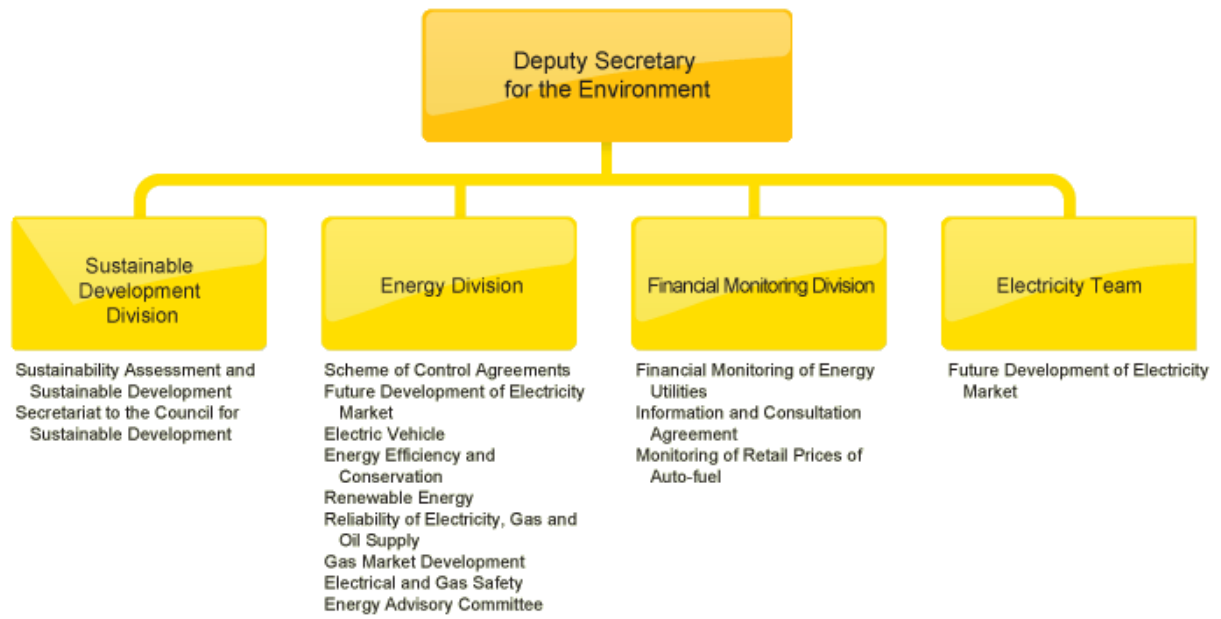 Deputy Secretary
for the Environment
Sustainable
Development
Division
Sustainability Assessment and
Sustainable Development
Secretariat to the Council for
Sustainable Development
Energy Division
Scheme of Control Agreements
Future Development of Electricity
Market
Electric Vehicle
Energy Efficiency and
Conservation
Renewable Energy
Reliability of Electricity, Gas and
Oil Supply
Gas Market Development
Electrical and Gas Safety
Energy Advisory Committee
Financial Monitoring Division
Financial Monitoring of Energy
Utilities
Information and Consultation
Agreement
Monitoring of Retail Prices of
Auto-fuel
Electricity Team
Future Development of Electricity
Market